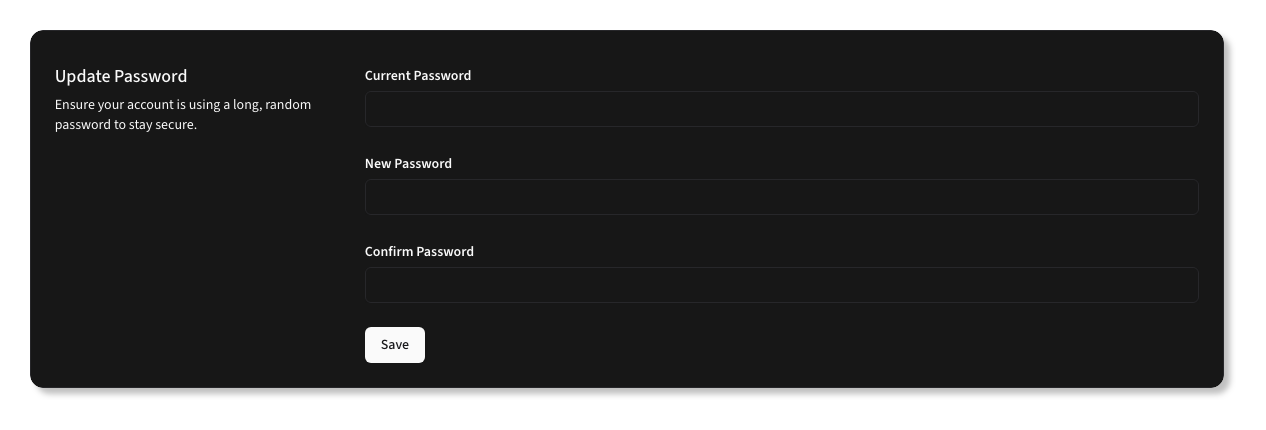 Update Password
Ensure your account is using a long, random
password to stay secure.
Current Password
New Password
Confirm Password
Save